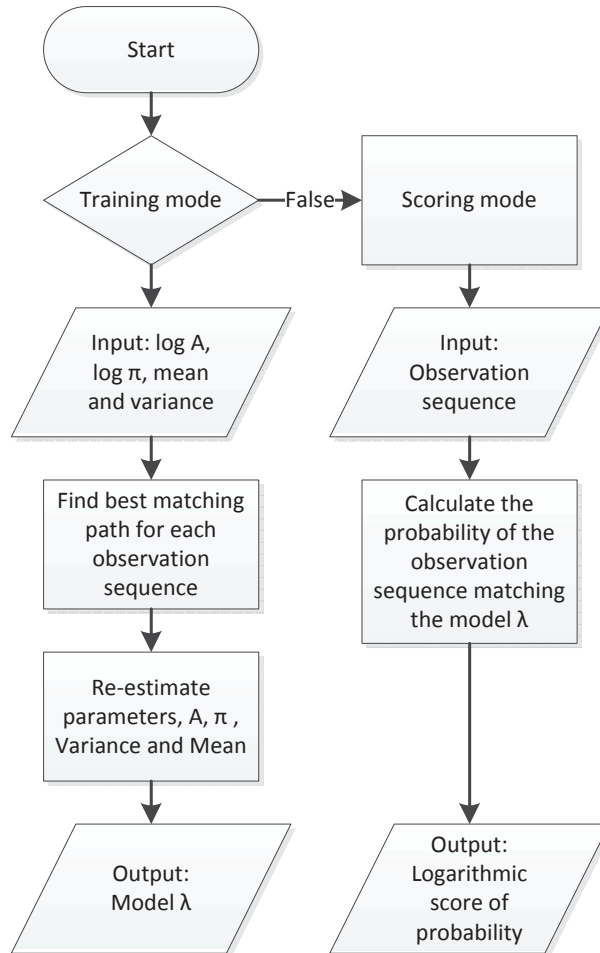 Start
Training mode
False
Scoring mode
Input: log A,
log π, mean
and variance
Input:
Observation
sequence
Find best matching
path for each
observation
sequence
Calculate the
probability of the
observation
sequence matching
the model λ
Re-estimate
parameters, A, π ,
Variance and Mean
Output:
Model λ
Output:
Logarithmic
score of
probability